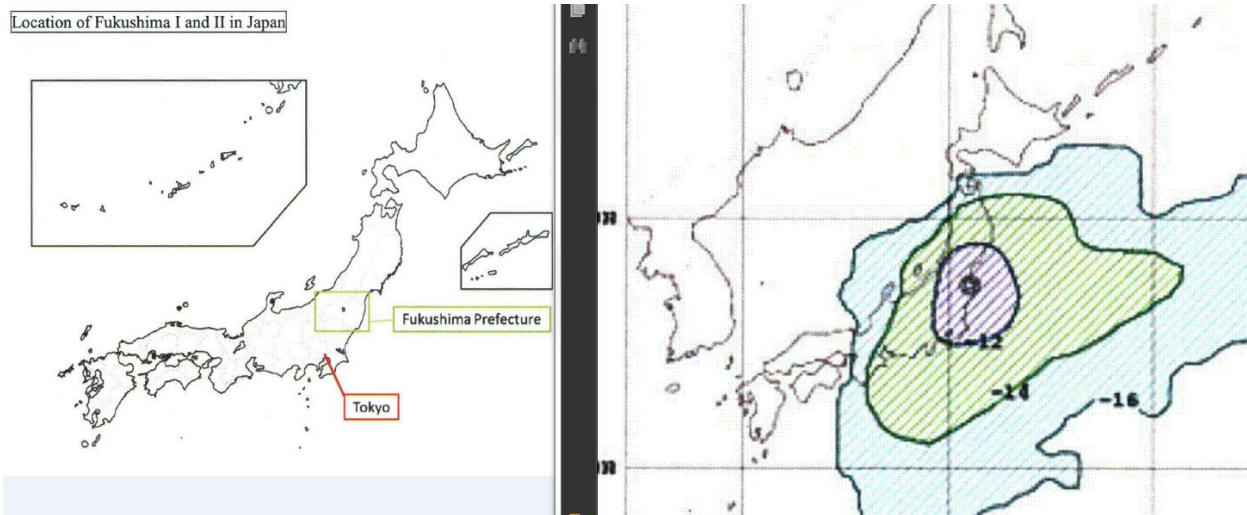 Location of Fukushima I and II in Japan
Fukushima Prefecture
Tokyo
-12
-14
-16